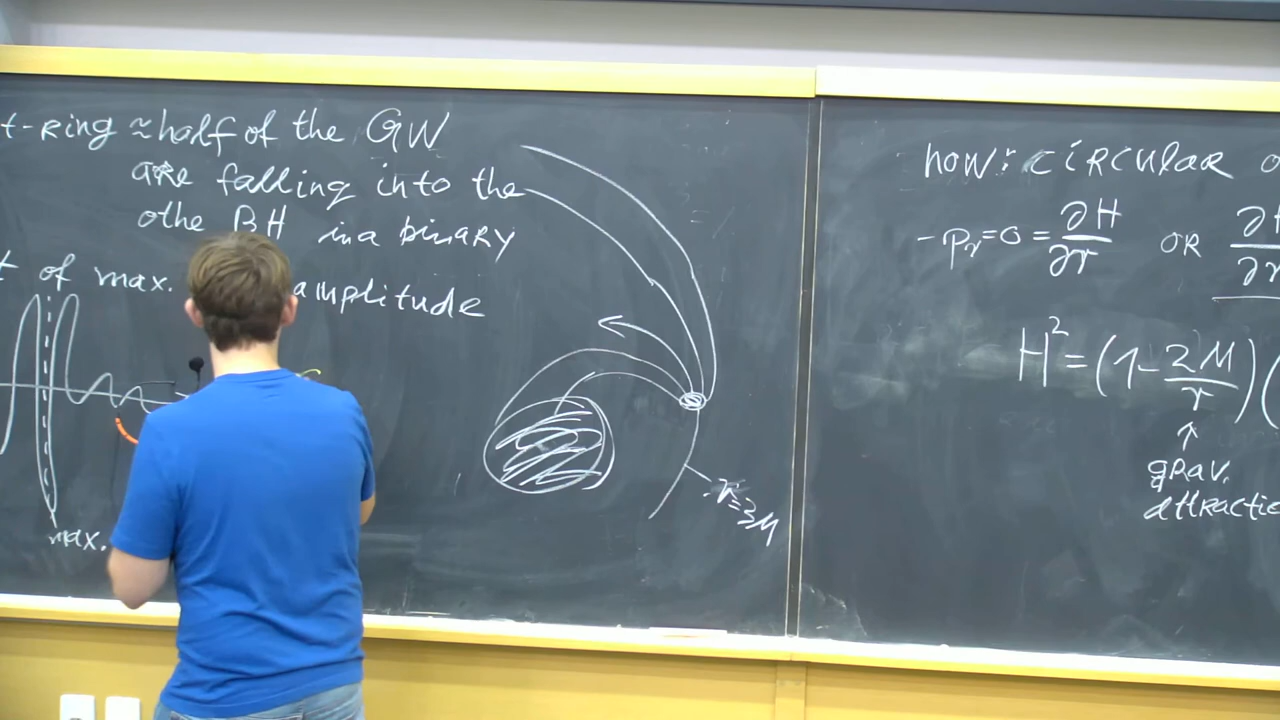 t-ring ≈ half of the GW
are falling into the
othe BH in a binary
t of max. amplitude
max.
r=3M
now: CIRCULAR O
-p_r=0 = ∂H/∂r OR ∂H/∂r
H² = (1 - 2M/r)(
↑
grav.
attractio